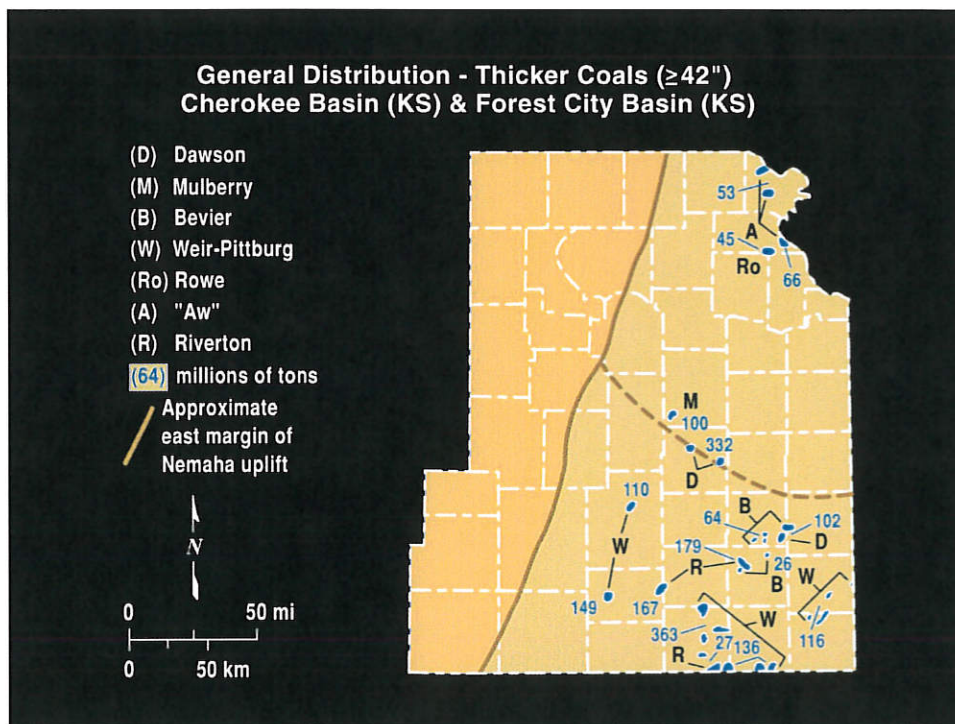 General Distribution - Thicker Coals (≥42")
Cherokee Basin (KS) & Forest City Basin (KS)
(D) Dawson
(M) Mulberry
(B) Bevier
(W) Weir-Pittburg
(Ro) Rowe
(A) "Aw"
(R) Riverton
(64) millions of tons
Approximate
east margin of
Nemaha uplift
N
0 50 mi
0 50 km
53
A
45
Ro
66
M
100
332
D
110
B
64
102
D
W
179
R
26
B
W
149
167
116
363
W
27
136
R